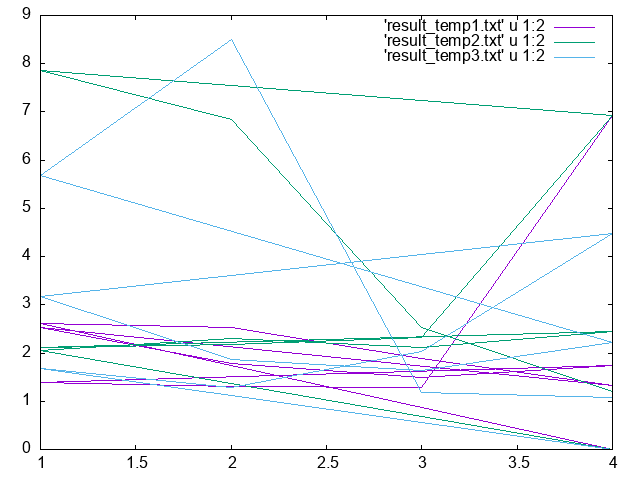 9
8
7
6
5
4
3
2
1
0
'result_temp1.txt' u 1:2
'result_temp2.txt' u 1:2
'result_temp3.txt' u 1:2
1 1.5 2 2.5 3 3.5 4